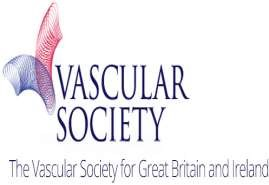 VASCULAR
SOCIETY
The Vascular Society for Great Britain and Ireland